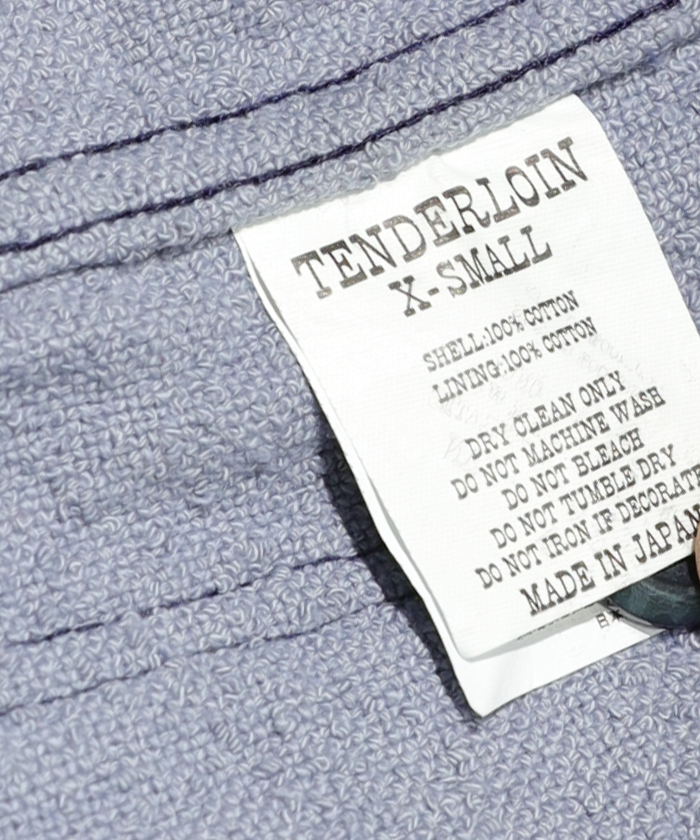 TENDERLOIN
X-SMALL
SHELL:100% COTTON
LINING:100% COTTON
DRY CLEAN ONLY
DO NOT MACHINE WASH
DO NOT BLEACH
DO NOT TUMBLE DRY
DO NOT IRON IF DECORATE
MADE IN JAPAN